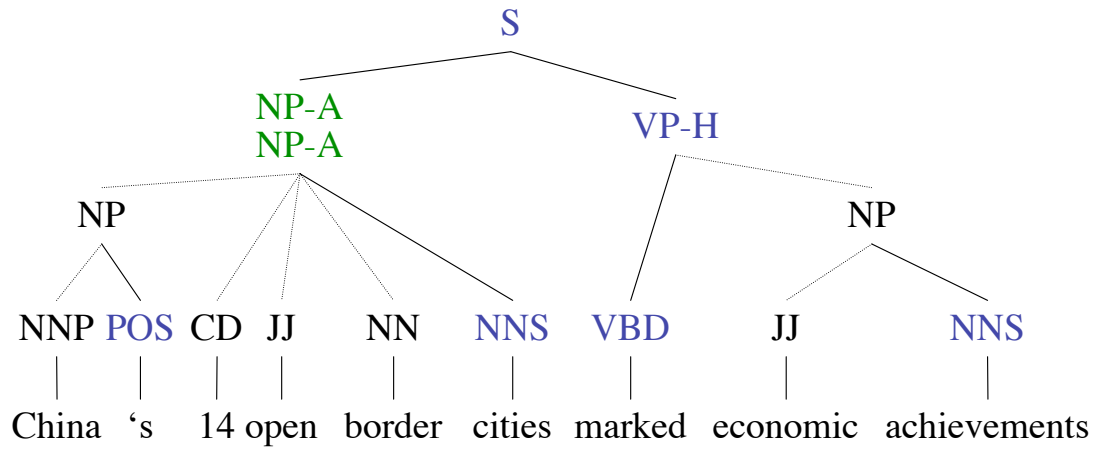 S
NP-A
NP-A
VP-H
NP
NP
NNP POS CD JJ NN NNS VBD JJ NNS
China ‘s 14 open border cities marked economic achievements